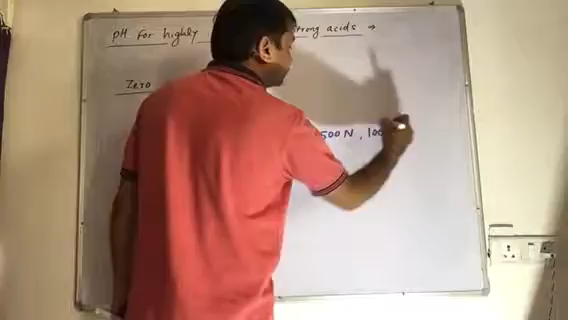 pH for highly strong acids →
Zero
500 N , 100